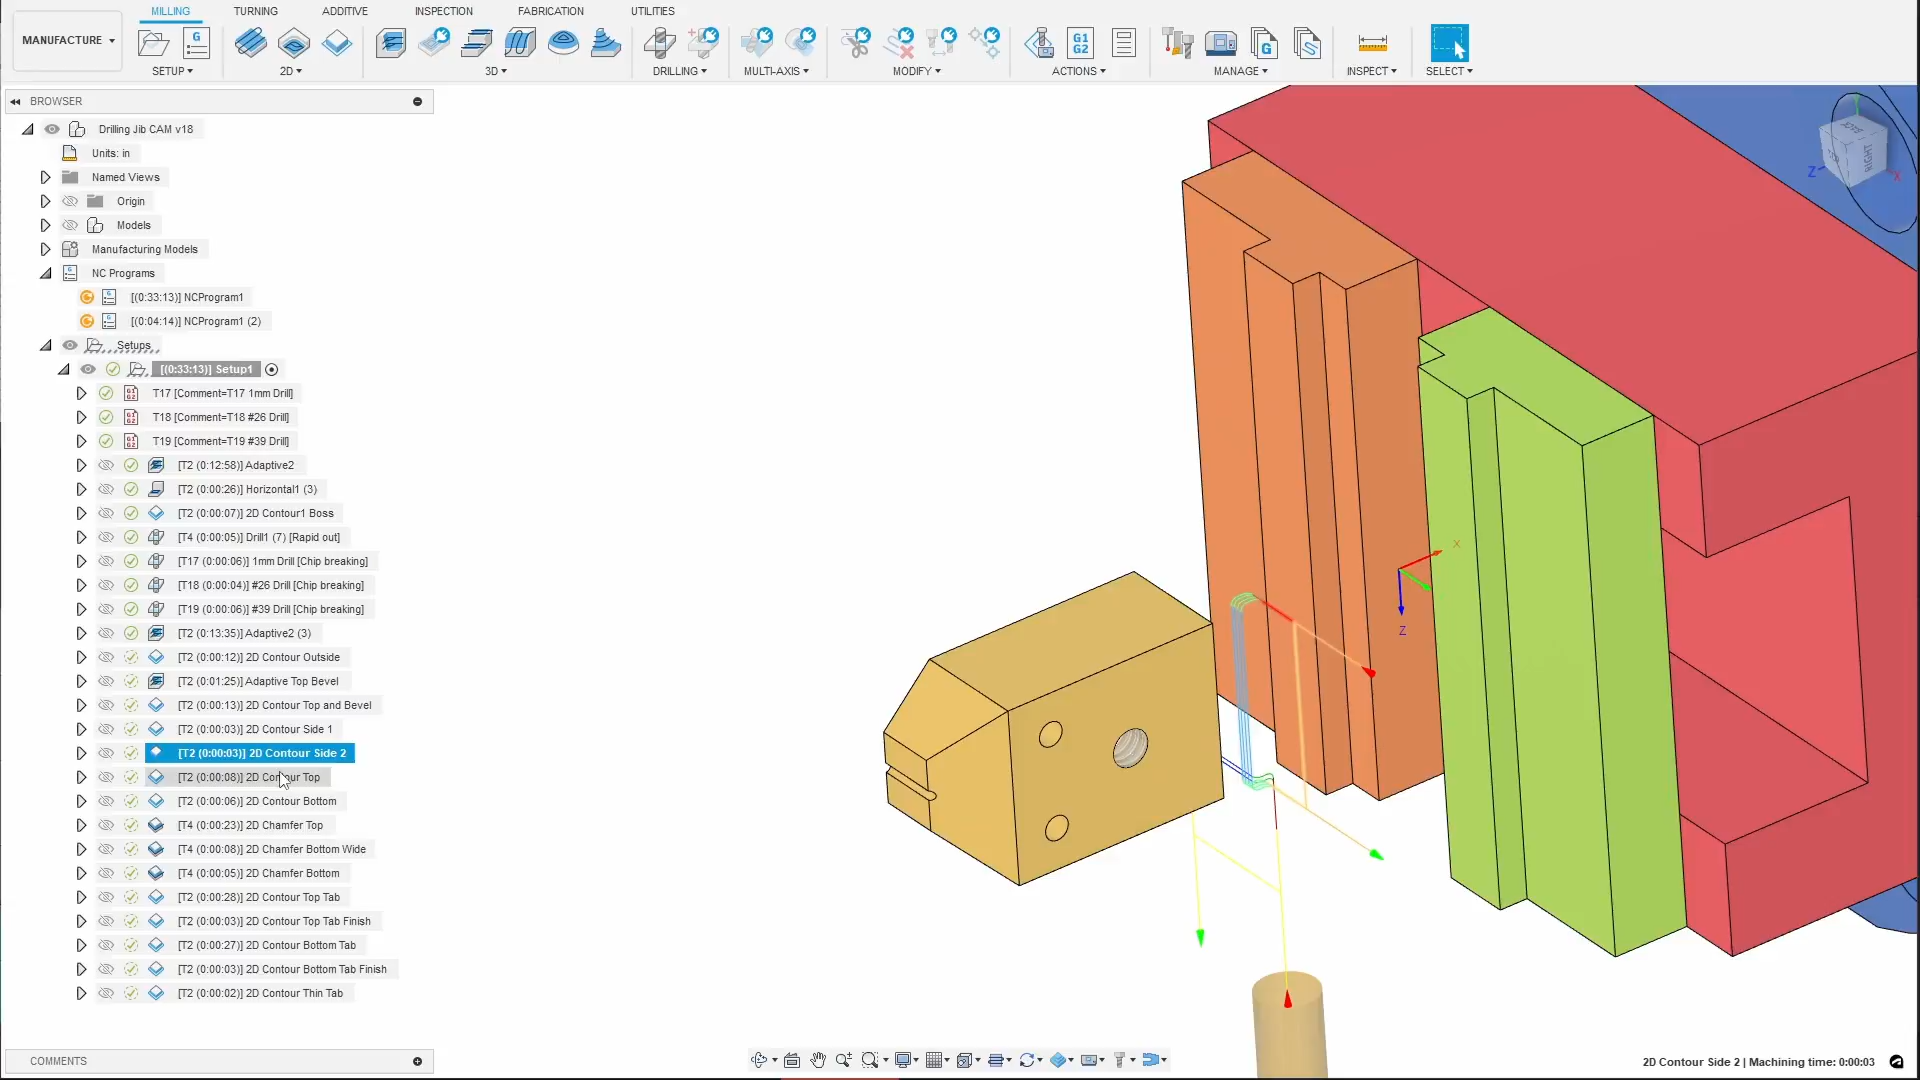 MILLING TURNING ADDITIVE INSPECTION FABRICATION UTILITIES
MANUFACTURE
SETUP 2D 3D DRILLING MULTI-AXIS MODIFY ACTIONS MANAGE INSPECT SELECT
G
G1
G2
G
BROWSER
Drilling Jib CAM v18
Units: in
Named Views
Origin
Models
Manufacturing Models
NC Programs
[(0:33:13)] NCProgram1
[(0:04:14)] NCProgram1 (2)
Setups
[(0:33:13)] Setup1
T17 [Comment=T17 1mm Drill]
T18 [Comment=T18 #26 Drill]
T19 [Comment=T19 #39 Drill]
[T2 (0:12:58)] Adaptive2
[T2 (0:00:26)] Horizontal1 (3)
[T2 (0:00:07)] 2D Contour1 Boss
[T4 (0:00:05)] Drill1 (7) [Rapid out]
[T17 (0:00:06)] 1mm Drill [Chip breaking]
[T18 (0:00:04)] #26 Drill [Chip breaking]
[T19 (0:00:06)] #39 Drill [Chip breaking]
[T2 (0:13:35)] Adaptive2 (3)
[T2 (0:00:12)] 2D Contour Outside
[T2 (0:01:25)] Adaptive Top Bevel
[T2 (0:00:13)] 2D Contour Top and Bevel
[T2 (0:00:03)] 2D Contour Side 1
[T2 (0:00:03)] 2D Contour Side 2
[T2 (0:00:08)] 2D Contour Top
[T2 (0:00:06)] 2D Contour Bottom
[T4 (0:00:23)] 2D Chamfer Top
[T4 (0:00:08)] 2D Chamfer Bottom Wide
[T4 (0:00:05)] 2D Chamfer Bottom
[T2 (0:00:28)] 2D Contour Top Tab
[T2 (0:00:03)] 2D Contour Top Tab Finish
[T2 (0:00:27)] 2D Contour Bottom Tab
[T2 (0:00:03)] 2D Contour Bottom Tab Finish
[T2 (0:00:02)] 2D Contour Thin Tab
COMMENTS
BACK
RIGHT
Z
X
X
Z
2D Contour Side 2 | Machining time: 0:00:03